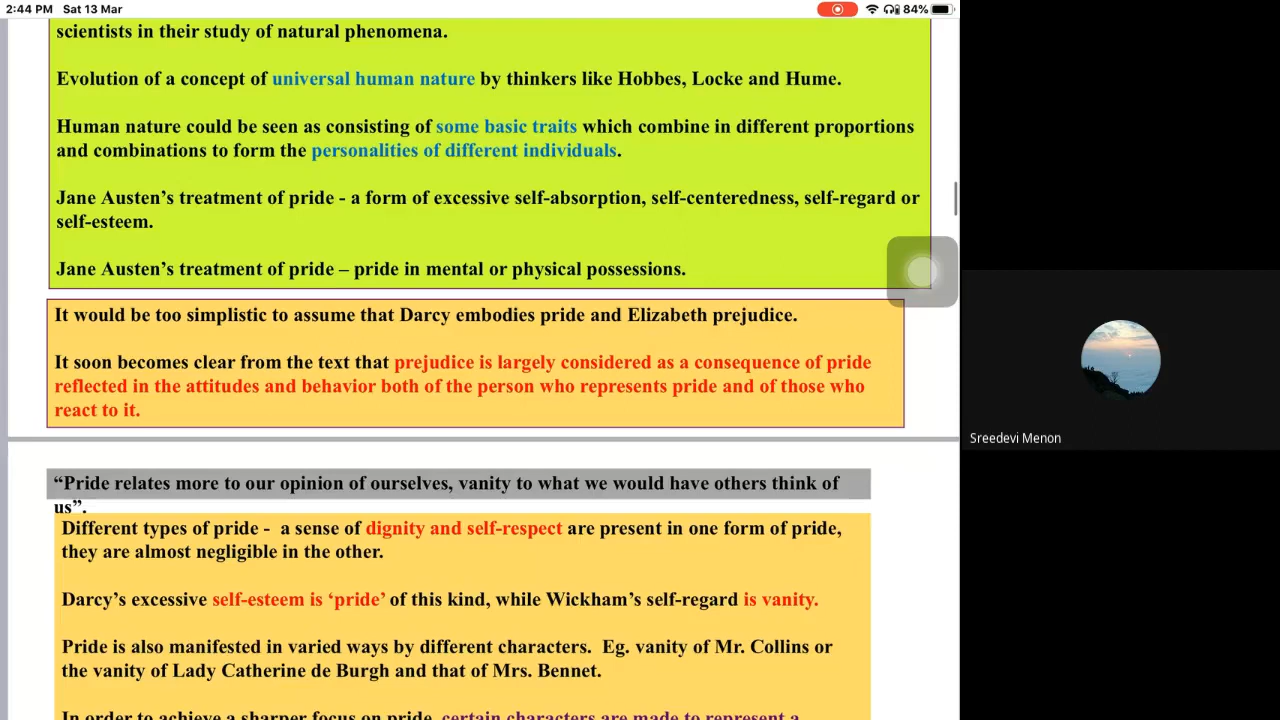 2:44 PM Sat 13 Mar
84%
scientists in their study of natural phenomena.
Evolution of a concept of universal human nature by thinkers like Hobbes, Locke and Hume.
Human nature could be seen as consisting of some basic traits which combine in different proportions
and combinations to form the personalities of different individuals.
Jane Austen’s treatment of pride - a form of excessive self-absorption, self-centeredness, self-regard or
self-esteem.
Jane Austen’s treatment of pride – pride in mental or physical possessions.
It would be too simplistic to assume that Darcy embodies pride and Elizabeth prejudice.
It soon becomes clear from the text that prejudice is largely considered as a consequence of pride
reflected in the attitudes and behavior both of the person who represents pride and of those who
react to it.
“Pride relates more to our opinion of ourselves, vanity to what we would have others think of
us”.
Different types of pride - a sense of dignity and self-respect are present in one form of pride,
they are almost negligible in the other.
Darcy’s excessive self-esteem is ‘pride’ of this kind, while Wickham’s self-regard is vanity.
Pride is also manifested in varied ways by different characters. Eg. vanity of Mr. Collins or
the vanity of Lady Catherine de Burgh and that of Mrs. Bennet.
In order to achieve a sharper focus on pride, certain characters are made to represent a
Sreedevi Menon